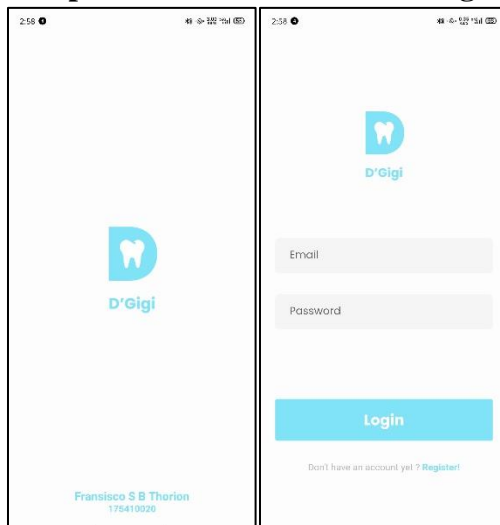 2:58
D'Gigi
Fransisco S B Thorion
175410020
2:58
D'Gigi
Email
Password
Login
Don't have an account yet ? Register!